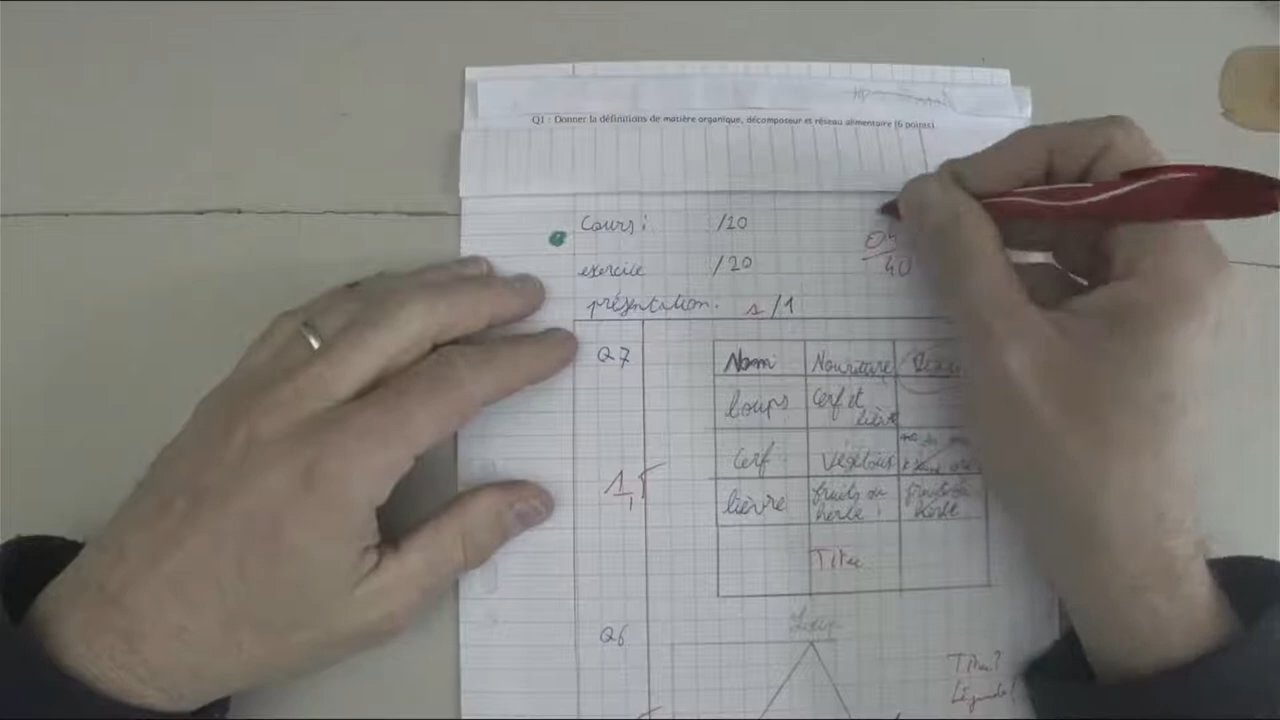 Q1 : Donner la définitions de matière organique, décomposeur et réseau alimentaire (6 points)
Cours : /20
exercice /20
40
présentation. 1/1
Q7
Nom Nourriture
loups Cerf et lièvre
Cerf végétaux
lièvre fruits ou herbe fruits ou herbe
1,5
Titre
Q6
Loup
Titre?
Légende!